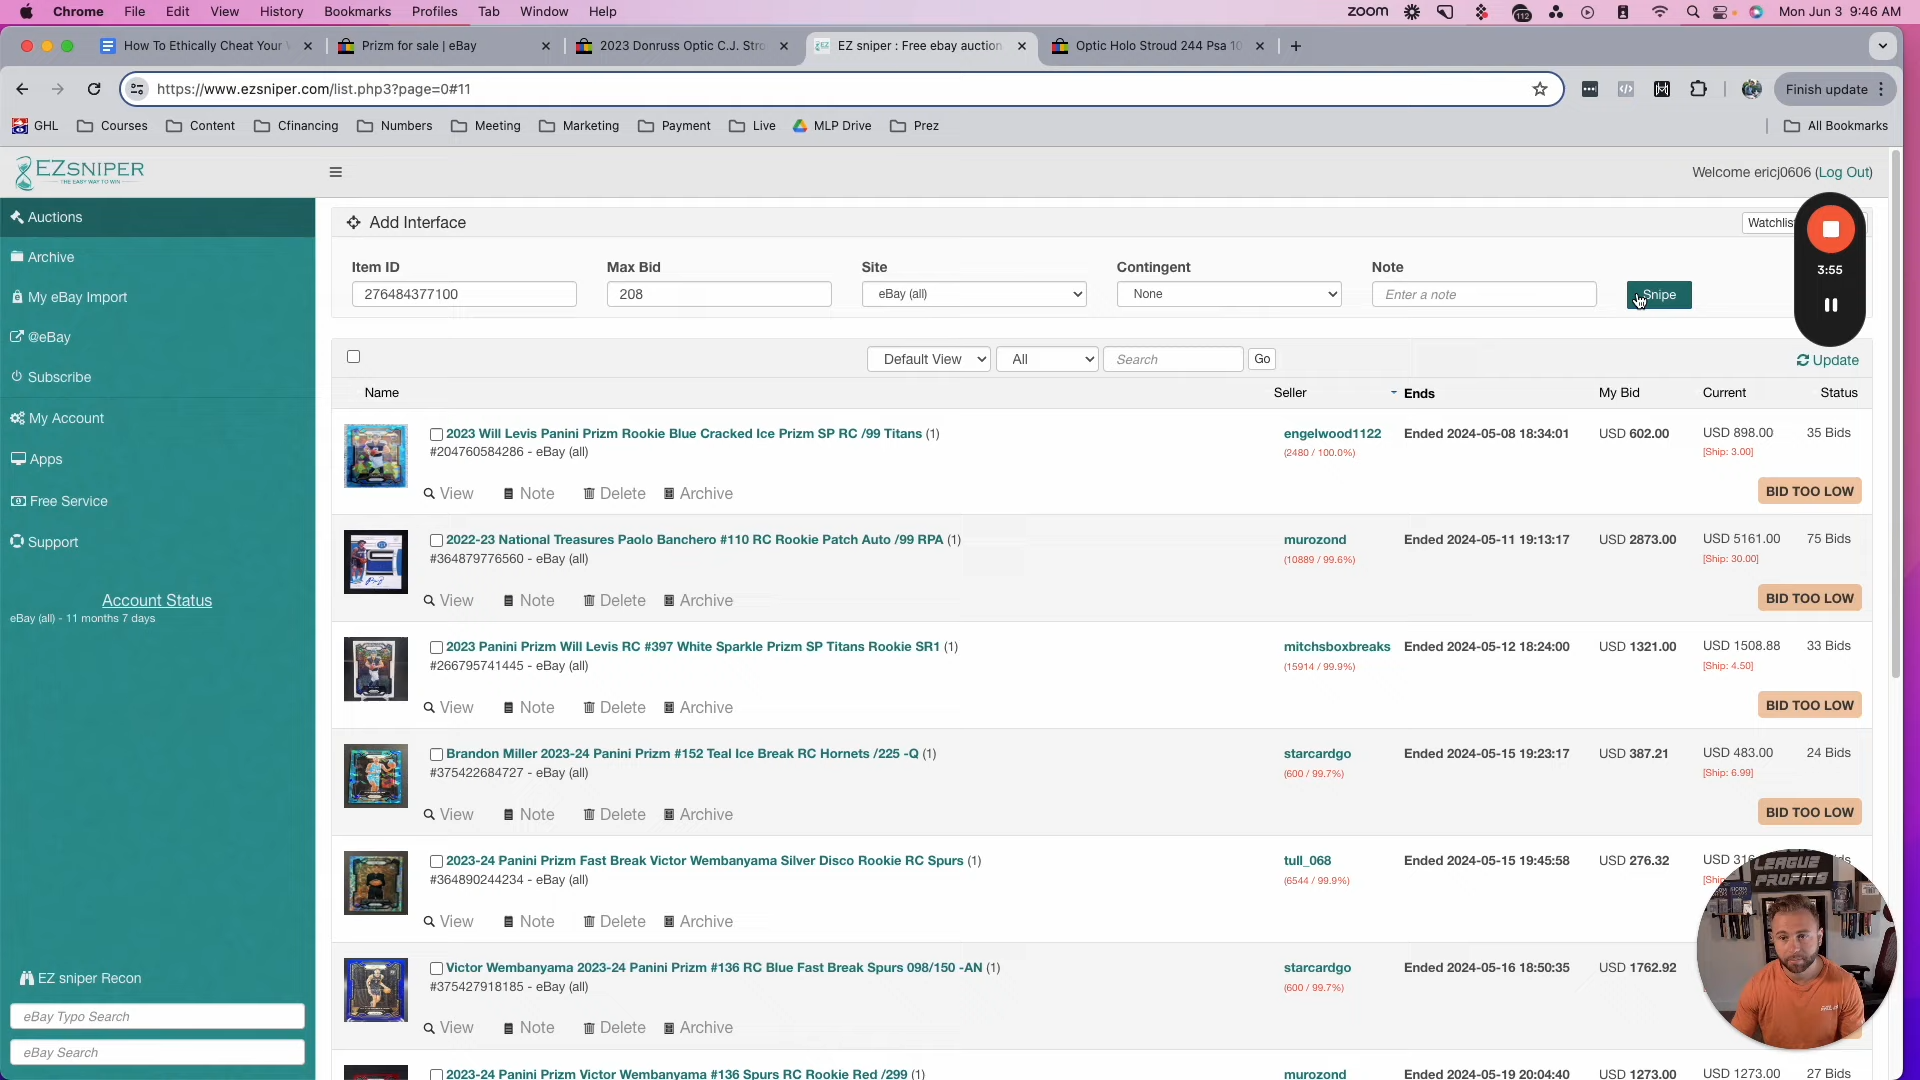 Chrome File Edit View History Bookmarks Profiles Tab Window Help
zoom 112 Mon Jun 3 9:46 AM
How To Ethically Cheat Your
Prizm for sale | eBay
2023 Donruss Optic C.J. Stro
EZ sniper : Free ebay auction
Optic Holo Stroud 244 Psa 10
https://www.ezsniper.com/list.php3?page=0#11
Finish update
GHL Courses Content Cfinancing Numbers Meeting Marketing Payment Live MLP Drive Prez All Bookmarks
EZSNIPER
THE EASY WAY TO WIN
Welcome ericj0606 (Log Out)
Auctions
Archive
My eBay Import
@eBay
Subscribe
My Account
Apps
Free Service
Support
Account Status
eBay (all) - 11 months 7 days
EZ sniper Recon
eBay Typo Search
eBay Search
Add Interface
Item ID Max Bid Site Contingent Note
276484377100 208 eBay (all) None Enter a note Snipe
3:55
Default View All Search Go Update
Name Seller Ends My Bid Current Status
2023 Will Levis Panini Prizm Rookie Blue Cracked Ice Prizm SP RC /99 Titans (1) engelwood1122 Ended 2024-05-08 18:34:01 USD 602.00 USD 898.00 35 Bids
#204760584286 - eBay (all) (2480 / 100.0%) [Ship: 3.00]
View Note Delete Archive BID TOO LOW
2022-23 National Treasures Paolo Banchero #110 RC Rookie Patch Auto /99 RPA (1) murozond Ended 2024-05-11 19:13:17 USD 2873.00 USD 5161.00 75 Bids
#364879776560 - eBay (all) (10889 / 99.6%) [Ship: 30.00]
View Note Delete Archive BID TOO LOW
2023 Panini Prizm Will Levis RC #397 White Sparkle Prizm SP Titans Rookie SR1 (1) mitchsboxbreaks Ended 2024-05-12 18:24:00 USD 1321.00 USD 1508.88 33 Bids
#266795741445 - eBay (all) (15914 / 99.9%) [Ship: 4.50]
View Note Delete Archive BID TOO LOW
Brandon Miller 2023-24 Panini Prizm #152 Teal Ice Break RC Hornets /225 -Q (1) starcardgo Ended 2024-05-15 19:23:17 USD 387.21 USD 483.00 24 Bids
#375422684727 - eBay (all) (600 / 99.7%) [Ship: 6.99]
View Note Delete Archive BID TOO LOW
2023-24 Panini Prizm Fast Break Victor Wembanyama Silver Disco Rookie RC Spurs (1) tull_068 Ended 2024-05-15 19:45:58 USD 276.32 USD
#364890244234 - eBay (all) (6544 / 99.9%)
View Note Delete Archive
LEAGUE
PROFITS
Victor Wembanyama 2023-24 Panini Prizm #136 RC Blue Fast Break Spurs 098/150 -AN (1) starcardgo Ended 2024-05-16 18:50:35 USD 1762.92
#375427918185 - eBay (all) (600 / 99.7%)
View Note Delete Archive
2023-24 Panini Prizm Victor Wembanyama #136 Spurs RC Rookie Red /299 (1) murozond Ended 2024-05-19 20:04:40 USD 1273.00 USD 1273.00 27 Bids